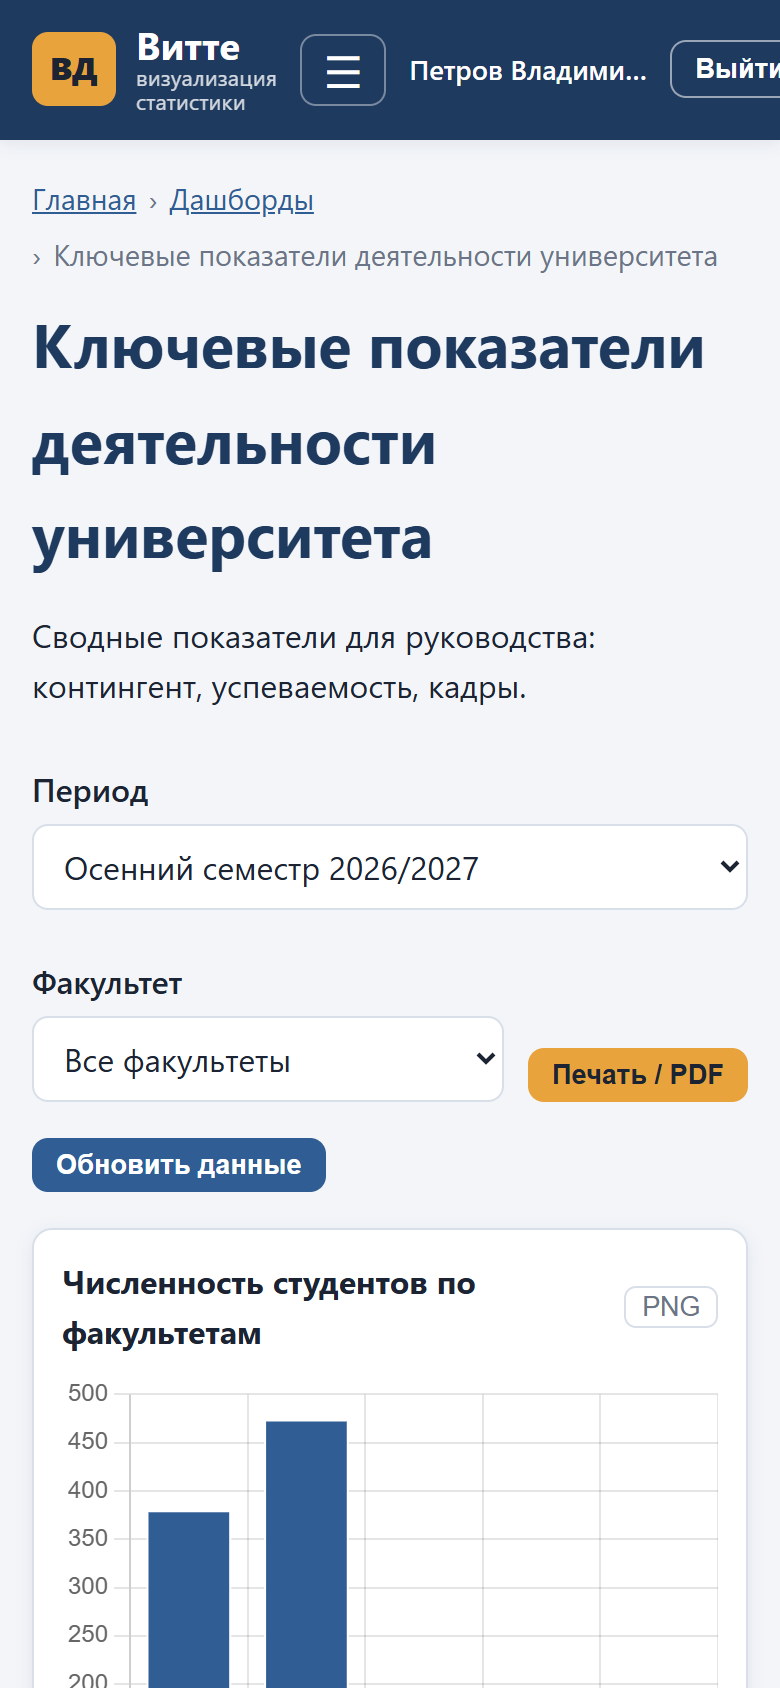 ВД
Витте
визуализация
статистики
Петров Владими...
Выйти
Главная › Дашборды
› Ключевые показатели деятельности университета
Ключевые показатели
деятельности
университета
Сводные показатели для руководства:
контингент, успеваемость, кадры.
Период
Осенний семестр 2026/2027
Факультет
Все факультеты
Печать / PDF
Обновить данные
Численность студентов по
факультетам
PNG
500
450
400
350
300
250
200